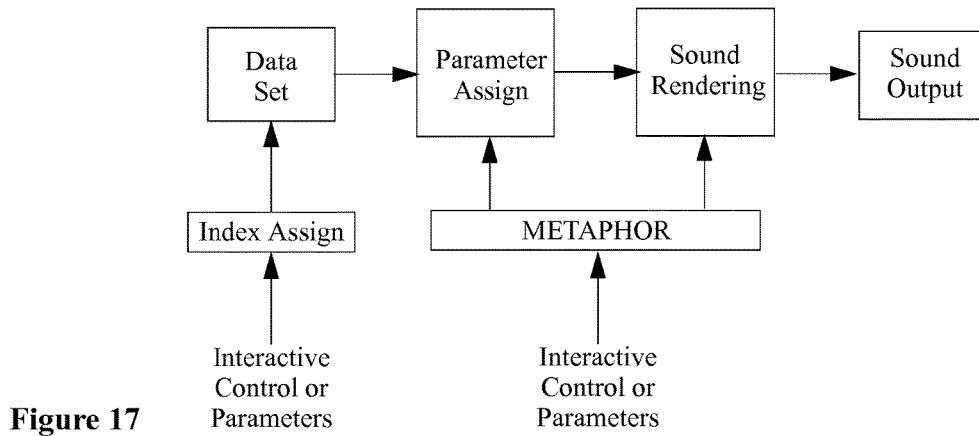 Data
Set
Parameter
Assign
Sound
Rendering
Sound
Output
Index Assign
METAPHOR
Interactive
Control or
Parameters
Interactive
Control or
Parameters
Figure 17